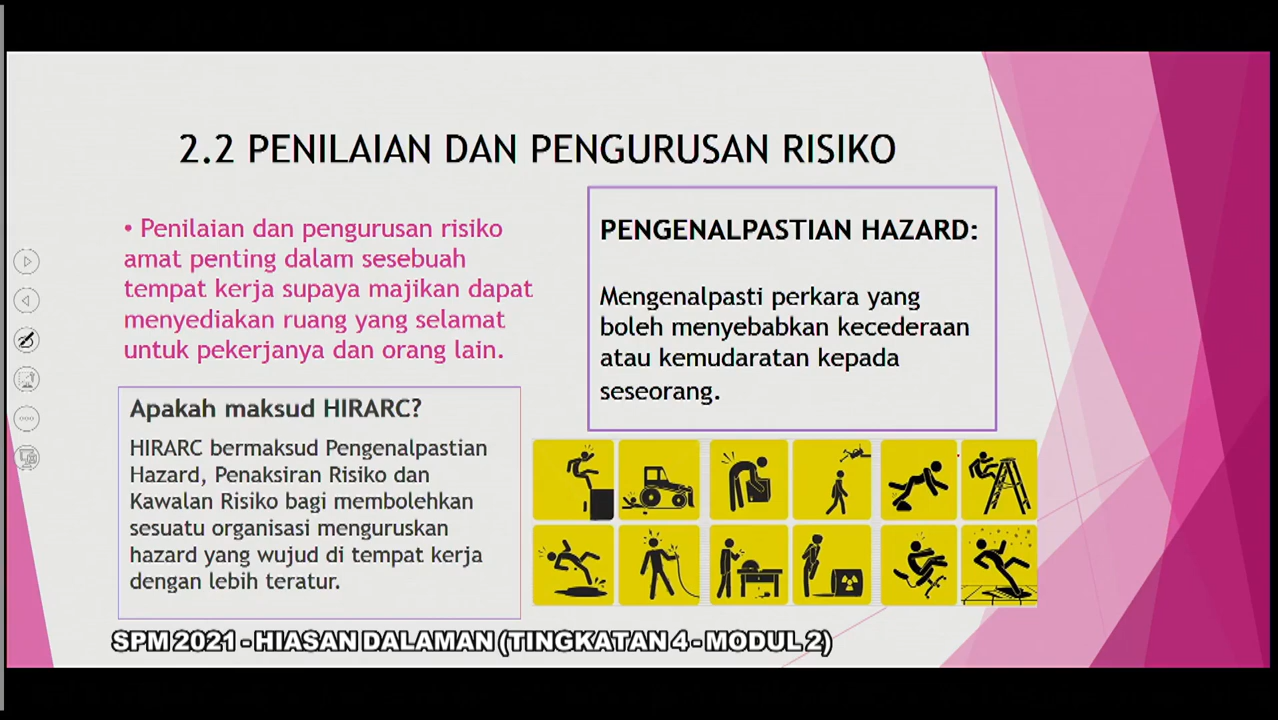 2.2 PENILAIAN DAN PENGURUSAN RISIKO
• Penilaian dan pengurusan risiko
amat penting dalam sesebuah
tempat kerja supaya majikan dapat
menyediakan ruang yang selamat
untuk pekerjanya dan orang lain.
Apakah maksud HIRARC?
HIRARC bermaksud Pengenalpastian
Hazard, Penaksiran Risiko dan
Kawalan Risiko bagi membolehkan
sesuatu organisasi menguruskan
hazard yang wujud di tempat kerja
dengan lebih teratur.
PENGENALPASTIAN HAZARD:
Mengenalpasti perkara yang
boleh menyebabkan kecederaan
atau kemudaratan kepada
seseorang.
SPM 2021 - HIASAN DALAMAN (TINGKATAN 4 - MODUL 2)